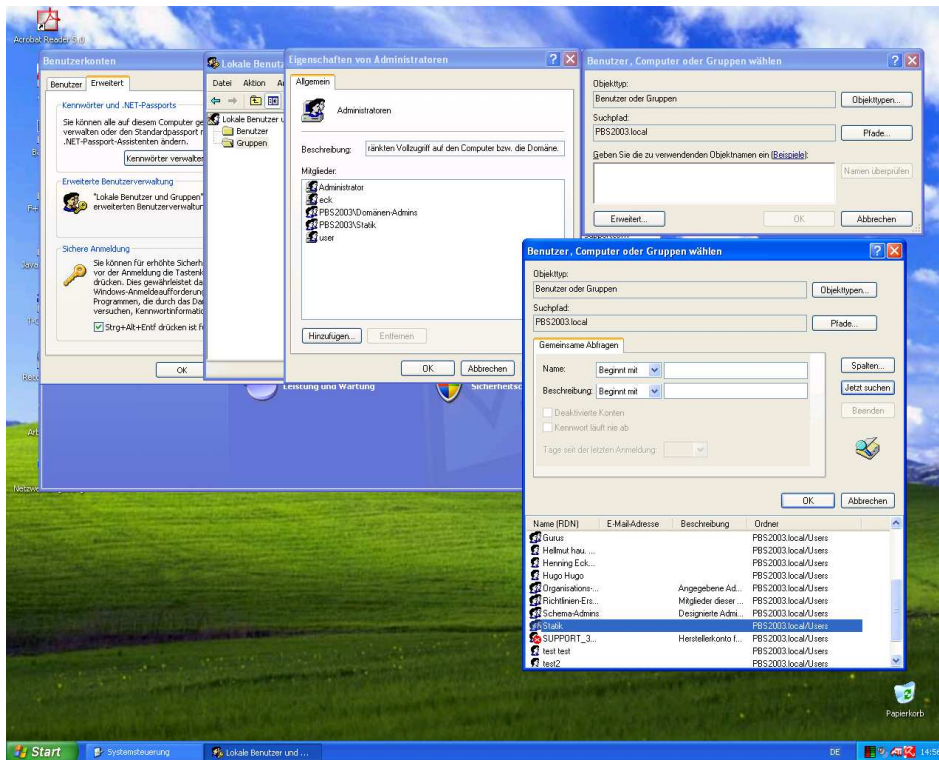 Acrobat Reader 5.0
Benutzerkonten
Benutzer
Erweitert
Kennwörter und .NET-Passports
Sie können alle auf diesem Computer
verwalten oder den Standardpassport
.NET-Passport-Assistenten ändern.
Kennwörter verwalten
Erweiterte Benutzerverwaltung
"Lokale Benutzer und Gruppen"
erweiterten
Sichere Anmeldung
Sie können für erhöhte
vor der Anmeldung die
drücken. Dies gewährleistet
Programmen, die durch das
versuchen,
Strg+Alt+Entf drücken ist
OK
Lokale
Datei Aktion
Lokale Benutzer
Benutzer
Gruppen
Eigenschaften von Administratoren
Allgemein
Administratoren
Beschreibung: ränkten Vollzugriff auf den Computer bzw. die Domäne.
Mitglieder:
Administrator
eck
PBS2003\Domänen-Admins
PBS2003\Statik
user
Hinzufügen... Entfernen
OK Abbrechen
Leistung und Wartung
Benutzer, Computer oder Gruppen wählen
Objekttyp:
Benutzer oder Gruppen
Objekttypen...
Suchpfad:
PBS2003.local
Pfade...
Geben Sie die zu verwendenden Objektnamen ein (Beispiele):
Namen überprüfen
Erweitert... OK Abbrechen
Benutzer, Computer oder Gruppen wählen
Objekttyp:
Benutzer oder Gruppen
Objekttypen...
Suchpfad:
PBS2003.local
Pfade...
Gemeinsame Abfragen
Name: Beginnt mit
Beschreibung: Beginnt mit
Deaktivierte Konten
Kennwort läuft nie ab
Tage seit der letzten Anmeldung:
Spalten...
Jetzt suchen
Beenden
OK Abbrechen
Name (RDN) E-Mail-Adresse Beschreibung Ordner
Gurus PBS2003.local/Users
Hellmut hau. ... PBS2003.local/Users
Henning Eck... PBS2003.local/Users
Hugo Hugo PBS2003.local/Users
Organisations-... Angegebene Ad... PBS2003.local/Users
Richtlinien-Ers... Mitglieder dieser ... PBS2003.local/Users
Schema-Admins Designierte Admi... PBS2003.local/Users
Statik PBS2003.local/Users
SUPPORT_3... Herstellerkonto f... PBS2003.local/Users
test test PBS2003.local/Users
test2 PBS2003.local/Users
Papierkorb
Start Systemsteuerung Lokale Benutzer und ... DE 14:56